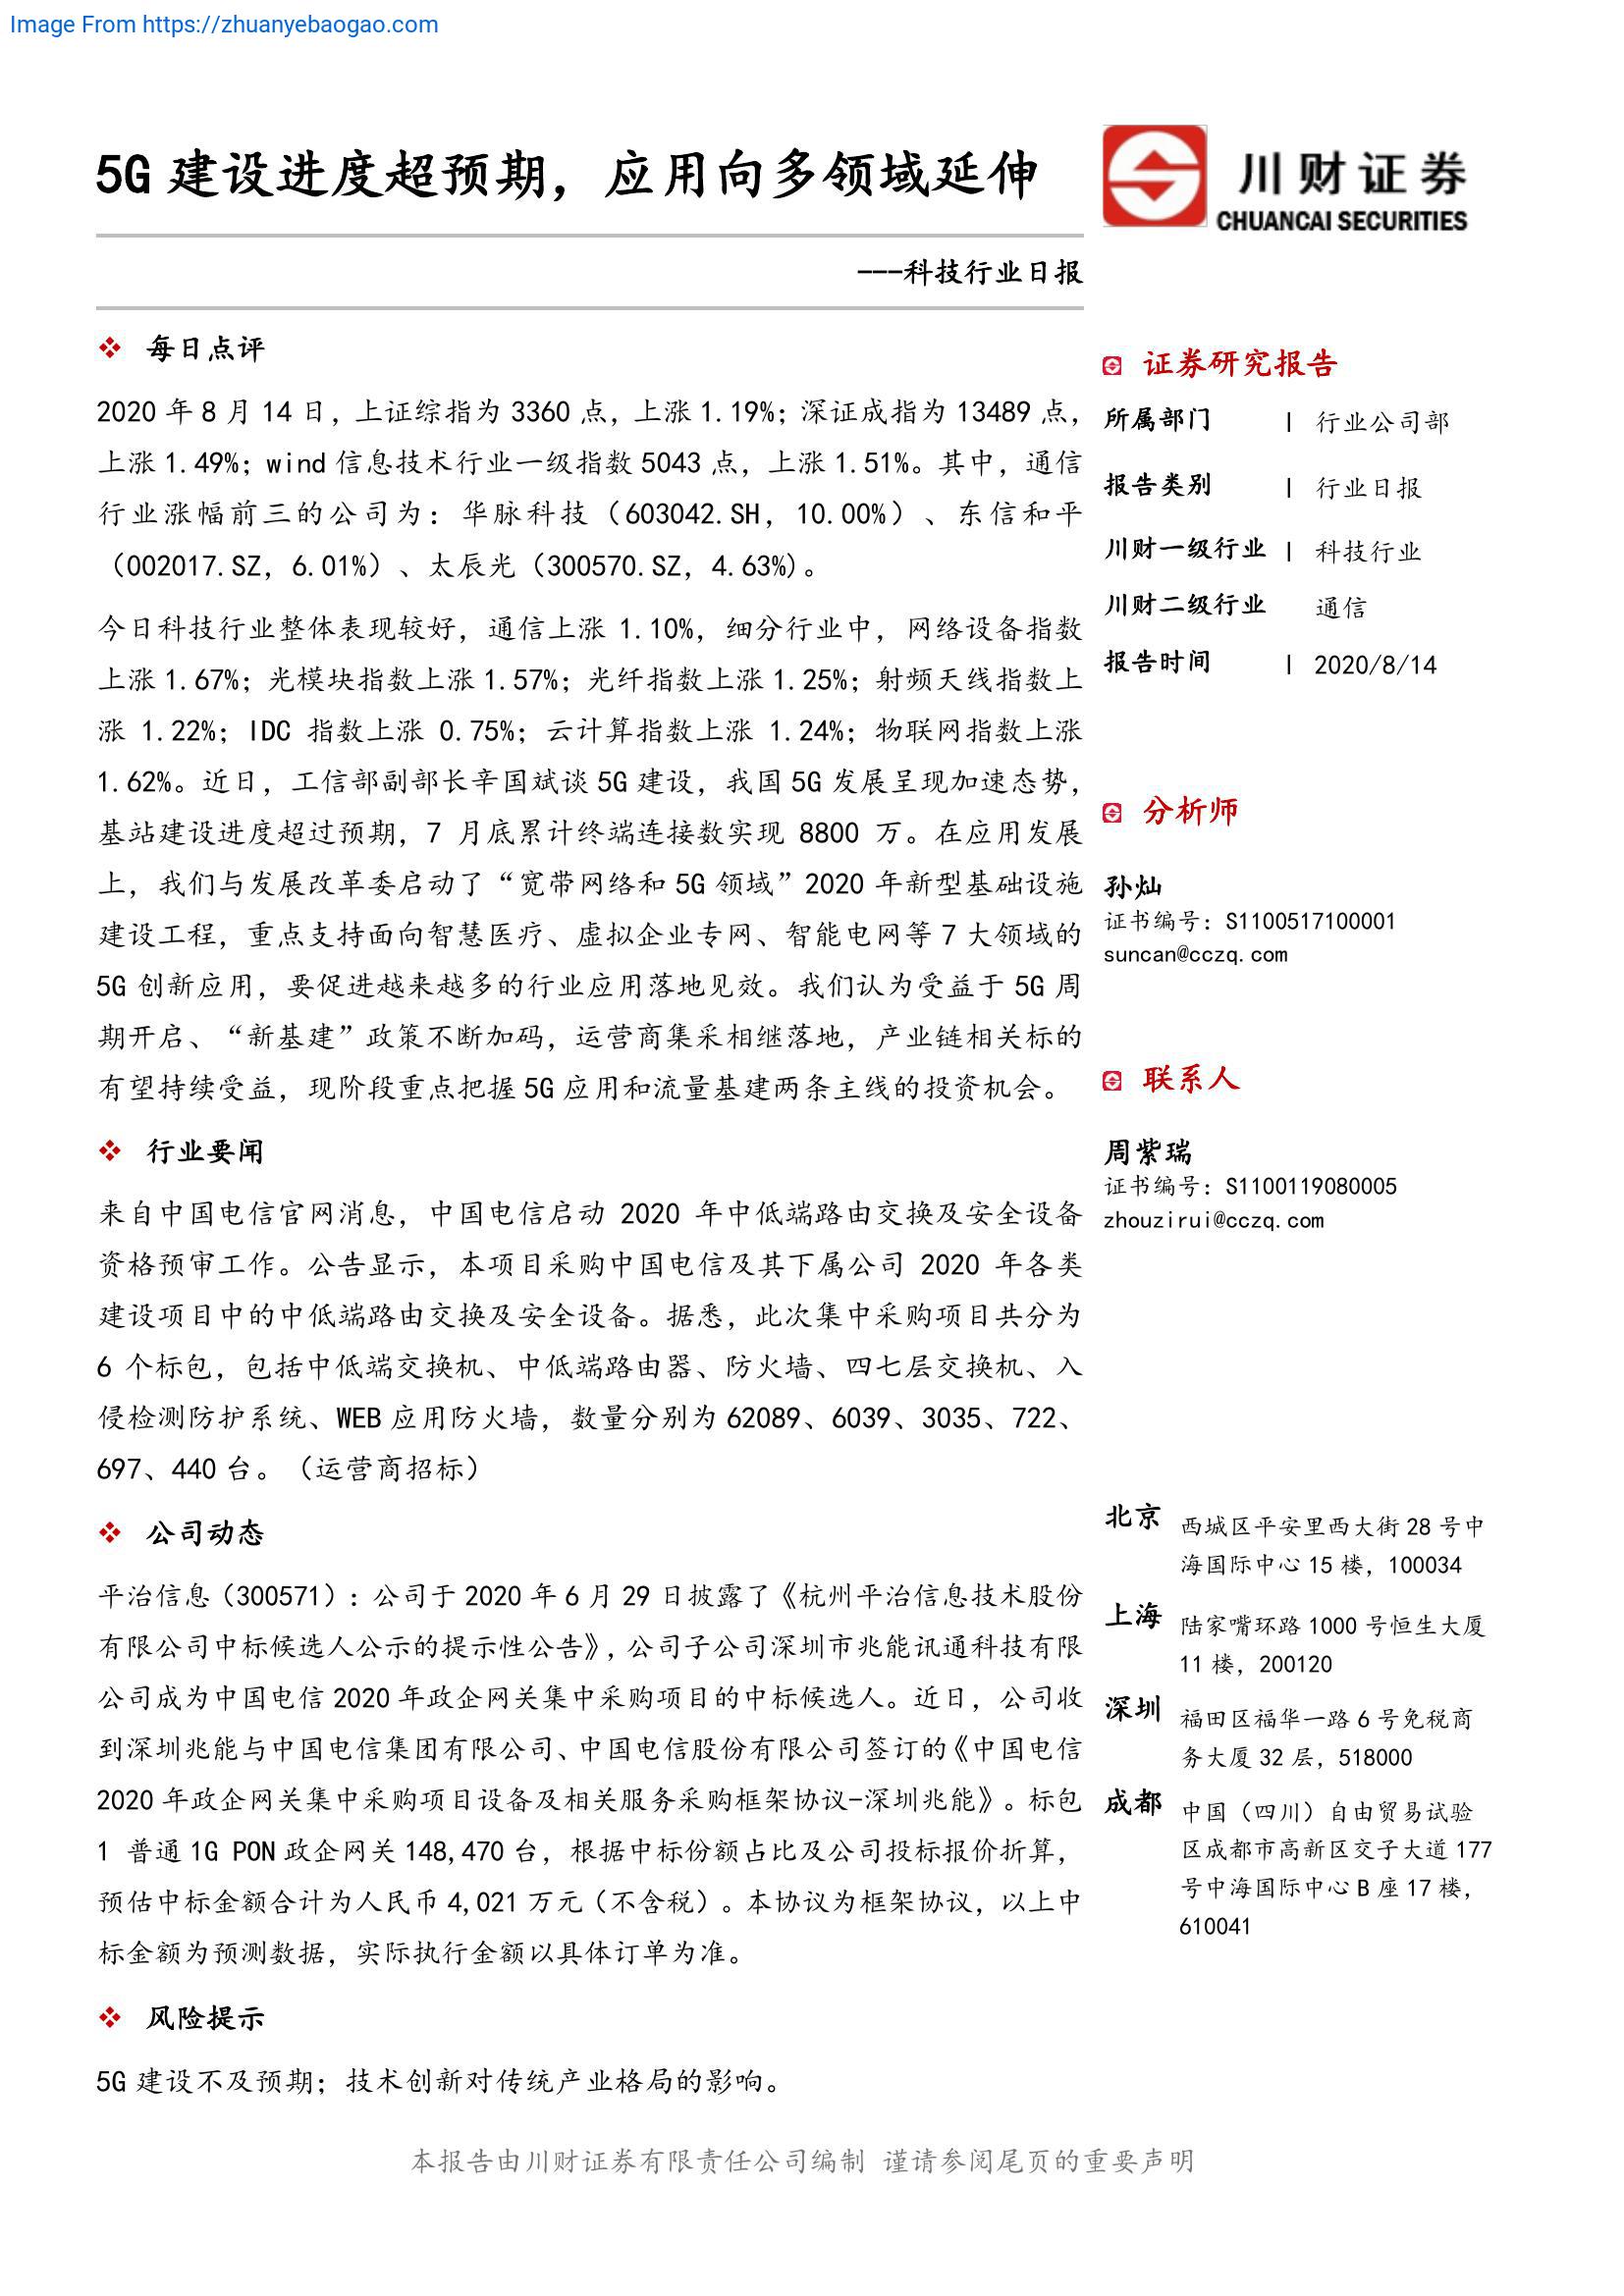 Image From https://zhuanyebaogao.com
5G 建设进度超预期，应用向多领域延伸
川财证券
CHUANCAI SECURITIES
---科技行业日报
❖ 每日点评
2020 年 8 月 14 日，上证综指为 3360 点，上涨 1.19%；深证成指为 13489 点，
上涨 1.49%；wind 信息技术行业一级指数 5043 点，上涨 1.51%。其中，通信
行业涨幅前三的公司为：华脉科技（603042.SH，10.00%）、东信和平
（002017.SZ，6.01%）、太辰光（300570.SZ，4.63%)。
今日科技行业整体表现较好，通信上涨 1.10%，细分行业中，网络设备指数
上涨 1.67%；光模块指数上涨 1.57%；光纤指数上涨 1.25%；射频天线指数上
涨 1.22%；IDC 指数上涨 0.75%；云计算指数上涨 1.24%；物联网指数上涨
1.62%。近日，工信部副部长辛国斌谈 5G 建设，我国 5G 发展呈现加速态势，
基站建设进度超过预期，7 月底累计终端连接数实现 8800 万。在应用发展
上，我们与发展改革委启动了“宽带网络和 5G 领域”2020 年新型基础设施
建设工程，重点支持面向智慧医疗、虚拟企业专网、智能电网等 7 大领域的
5G 创新应用，要促进越来越多的行业应用落地见效。我们认为受益于 5G 周
期开启、“新基建”政策不断加码，运营商集采相继落地，产业链相关标的
有望持续受益，现阶段重点把握 5G 应用和流量基建两条主线的投资机会。
❖ 行业要闻
来自中国电信官网消息，中国电信启动 2020 年中低端路由交换及安全设备
资格预审工作。公告显示，本项目采购中国电信及其下属公司 2020 年各类
建设项目中的中低端路由交换及安全设备。据悉，此次集中采购项目共分为
6 个标包，包括中低端交换机、中低端路由器、防火墙、四七层交换机、入
侵检测防护系统、WEB 应用防火墙，数量分别为 62089、6039、3035、722、
697、440 台。（运营商招标）
❖ 公司动态
平治信息（300571）：公司于 2020 年 6 月 29 日披露了《杭州平治信息技术股份
有限公司中标候选人公示的提示性公告》，公司子公司深圳市兆能讯通科技有限
公司成为中国电信 2020 年政企网关集中采购项目的中标候选人。近日，公司收
到深圳兆能与中国电信集团有限公司、中国电信股份有限公司签订的《中国电信
2020 年政企网关集中采购项目设备及相关服务采购框架协议-深圳兆能》。标包
1 普通 1G PON 政企网关 148,470 台，根据中标份额占比及公司投标报价折算，
预估中标金额合计为人民币 4,021 万元（不含税）。本协议为框架协议，以上中
标金额为预测数据，实际执行金额以具体订单为准。
❖ 风险提示
5G 建设不及预期；技术创新对传统产业格局的影响。
证券研究报告
所属部门 | 行业公司部
报告类别 | 行业日报
川财一级行业 | 科技行业
川财二级行业 通信
报告时间 | 2020/8/14
分析师
孙灿
证书编号：S1100517100001
suncan@cczq.com
联系人
周紫瑞
证书编号：S1100119080005
zhouzirui@cczq.com
北京 西城区平安里西大街 28 号中
海国际中心 15 楼，100034
上海 陆家嘴环路 1000 号恒生大厦
11 楼，200120
深圳 福田区福华一路 6 号免税商
务大厦 32 层，518000
成都 中国（四川）自由贸易试验
区成都市高新区交子大道 177
号中海国际中心 B 座 17 楼，
610041
本报告由川财证券有限责任公司编制 谨请参阅尾页的重要声明